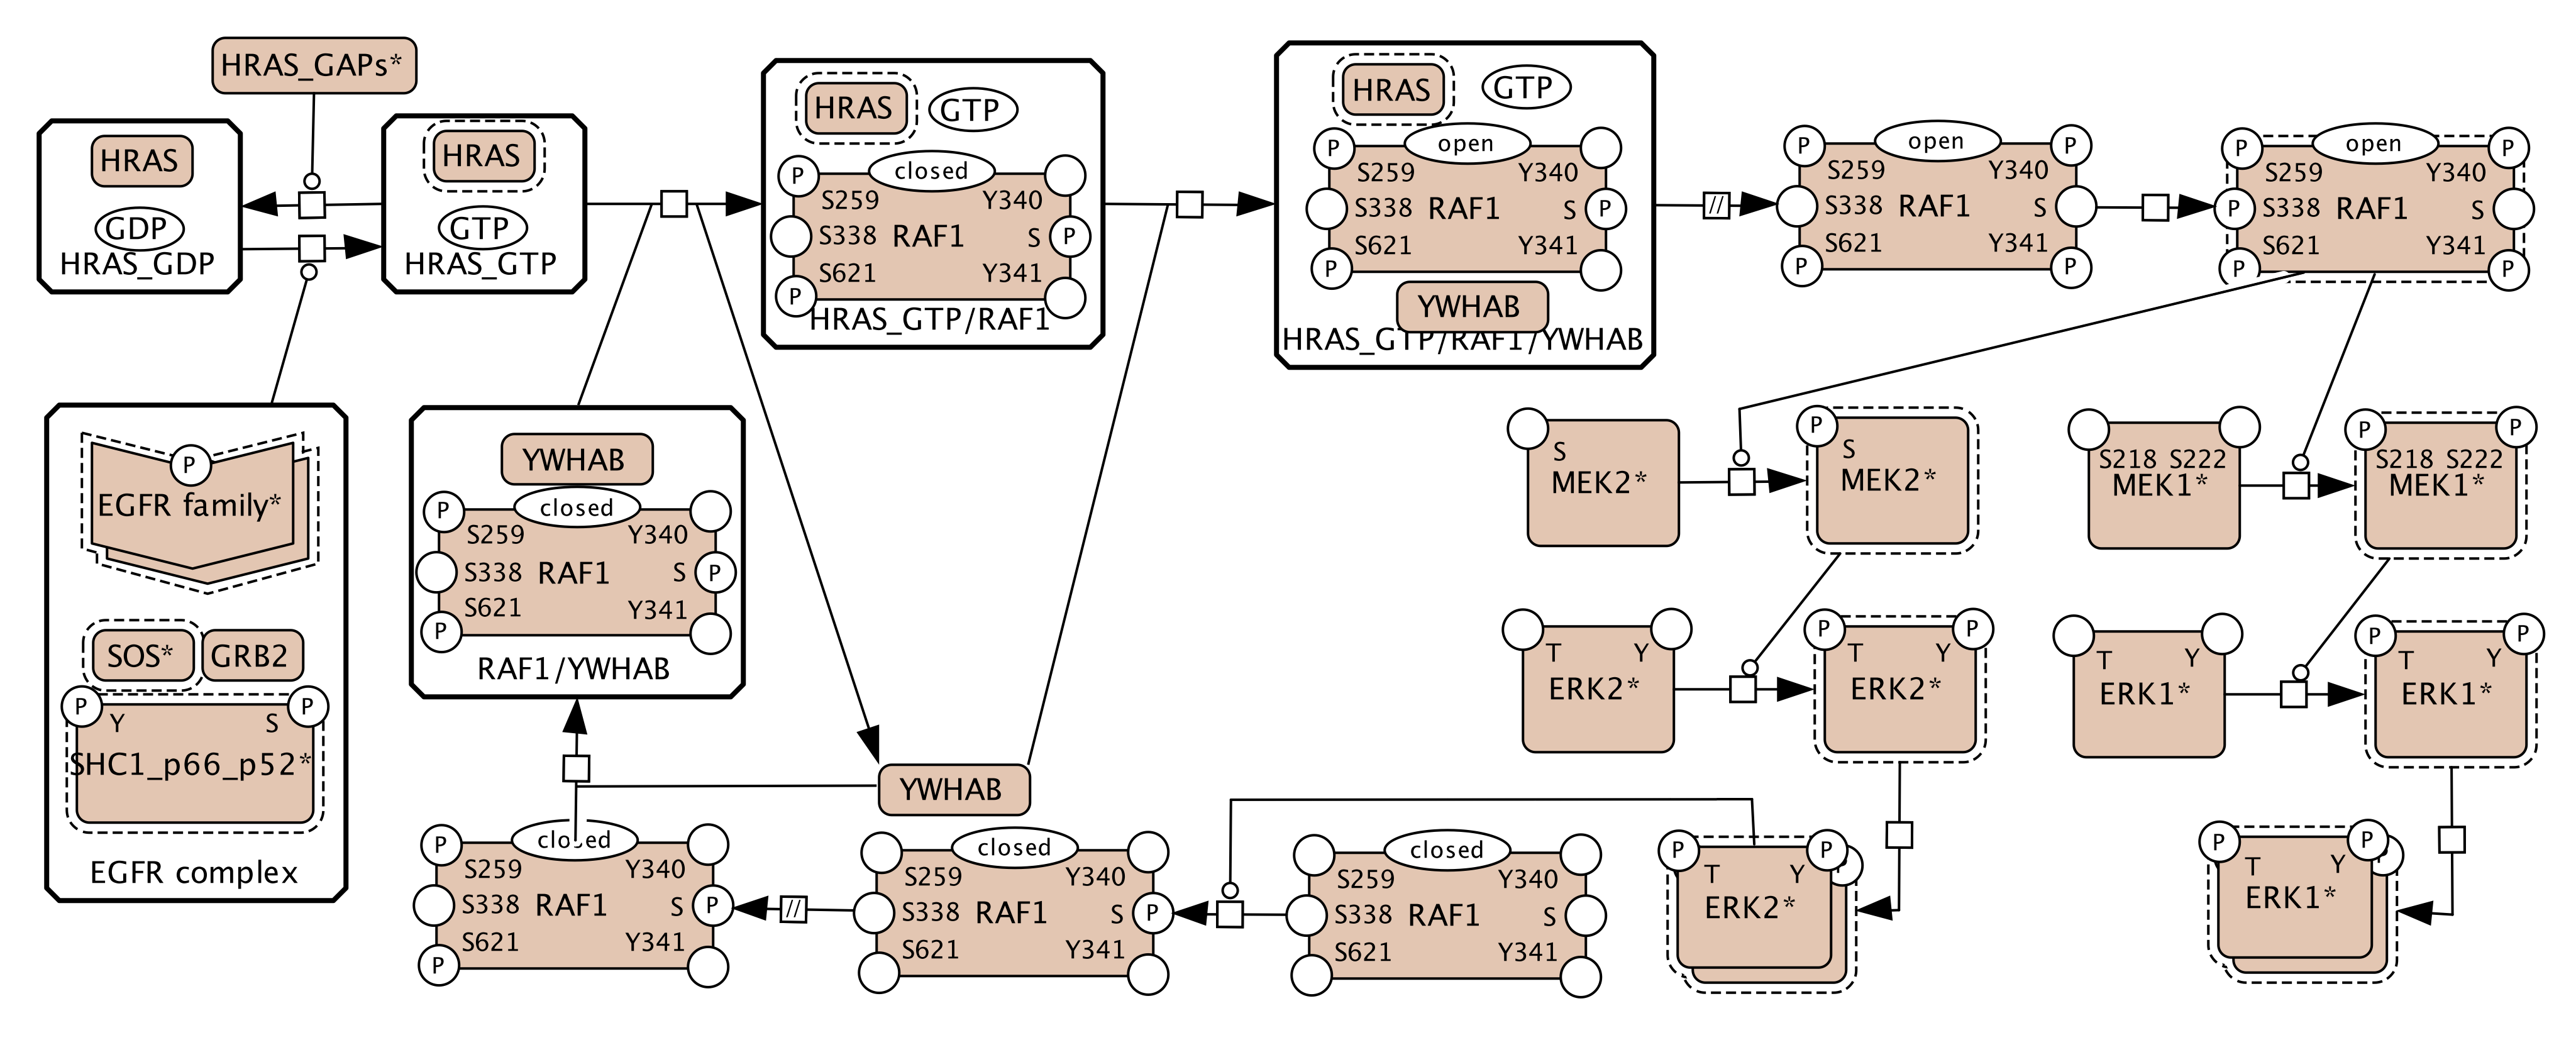 HRAS_GAPs*
HRAS
GDP
HRAS_GDP
HRAS
GTP
HRAS_GTP
HRAS GTP
P closed
S259 Y340
S338 RAF1 S P
S621 Y341
P
HRAS_GTP/RAF1
HRAS GTP
P open
S259 Y340
S338 RAF1 S P
S621 Y341
P
YWHAB
HRAS_GTP/RAF1/YWHAB
//
P open P
S259 Y340
S338 RAF1 S
S621 Y341
P P
P open P
S259 Y340
P S338 RAF1 S
S621 Y341
P P
P
EGFR family*
SOS* GRB2
P P
Y S
SHC1_p66_p52*
EGFR complex
YWHAB
P closed
S259 Y340
S338 RAF1 S P
S621 Y341
P
RAF1/YWHAB
S
MEK2*
P
S
MEK2*
S218 S222
MEK1*
P P
S218 S222
MEK1*
T Y
ERK2*
P P
T Y
ERK2*
T Y
ERK1*
P P
T Y
ERK1*
YWHAB
P closed
S259 Y340
S338 RAF1 S P
S621 Y341
P
//
closed
S259 Y340
S338 RAF1 S P
S621 Y341
closed
S259 Y340
S338 RAF1 S
S621 Y341
P P
T Y
ERK2*
P P
T Y
ERK1*